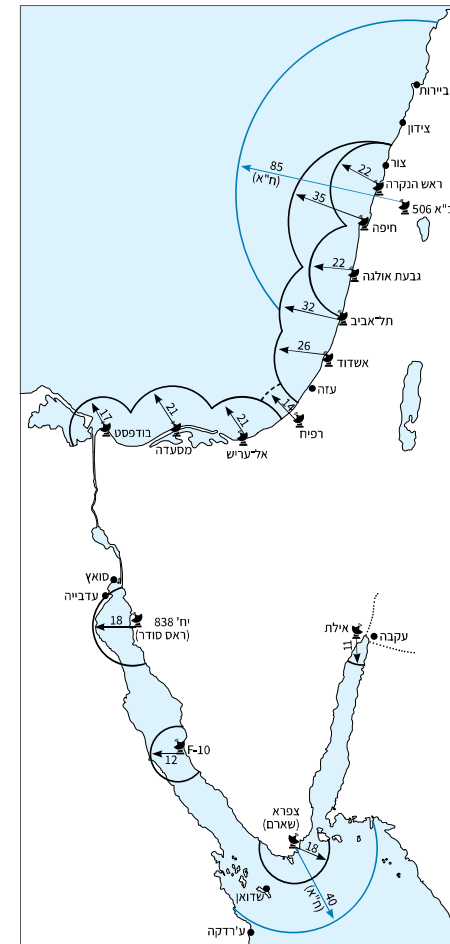 ביירות
צידון
צור
22
ראש הנקרה
85
(ח"א)
35
506
חיפה
22
גבעת אולגה
32
תל־אביב
26
אשדוד
עזה
14
רפיח
17
בודפסט
21
מסעדה
21
אל־עריש
סואץ
עדבייה
18
יח' 838
(ראס סודר)
אילת
עקבה
11
F-10
12
צפרא
(שארם)
18
40
(ח"א)
שדואן
ע'רדקה